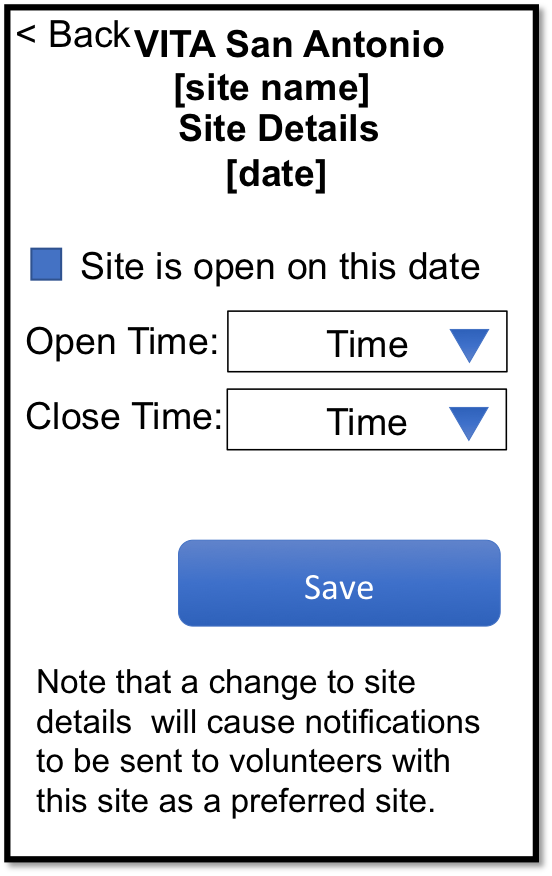 < Back
VITA San Antonio
[site name]
Site Details
[date]
Site is open on this date
Open Time: Time
Close Time: Time
Save
Note that a change to site
details  will cause notifications
to be sent to volunteers with
this site as a preferred site.